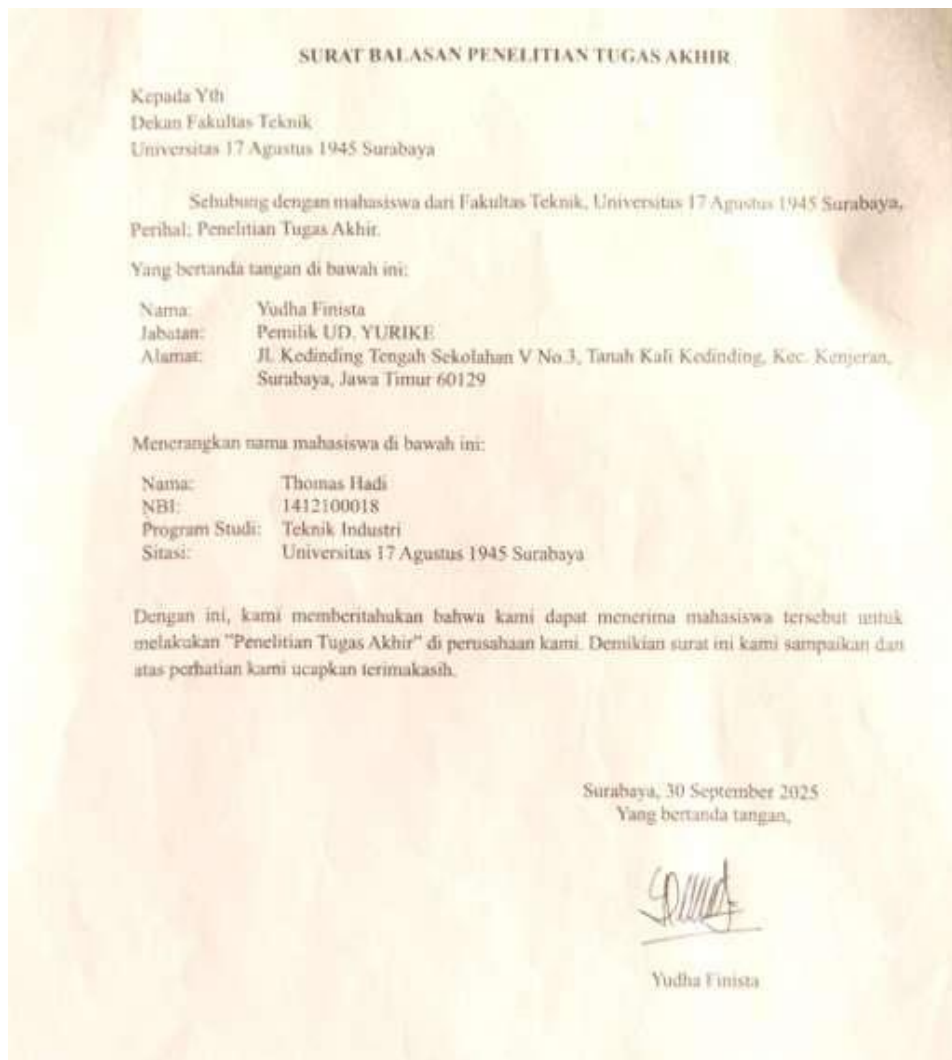 SURAT BALASAN PENELITIAN TUGAS AKHIR
Kepada Yth
Dekan Fakultas Teknik
Universitas 17 Agustus 1945 Surabaya
Sehubung dengan mahasiswa dari Fakultas Teknik, Universitas 17 Agustus 1945 Surabaya,
Perihal: Penelitian Tugas Akhir.
Yang bertanda tangan di bawah ini:
Nama: Yudha Finista
Jabatan: Pemilik UD. YURIKE
Alamat: Jl. Kedinding Tengah Sekolahan V No.3, Tanah Kali Kedinding, Kec. Kenjeran,
Surabaya, Jawa Timur 60129
Menerangkan nama mahasiswa di bawah ini:
Nama: Thomas Hadi
NBI: 1412100018
Program Studi: Teknik Industri
Sitasi: Universitas 17 Agustus 1945 Surabaya
Dengan ini, kami memberitahukan bahwa kami dapat menerima mahasiswa tersebut untuk
melakukan "Penelitian Tugas Akhir" di perusahaan kami. Demikian surat ini kami sampaikan dan
atas perhatian kami ucapkan terimakasih.
Surabaya, 30 September 2025
Yang bertanda tangan,
Yudha Finista